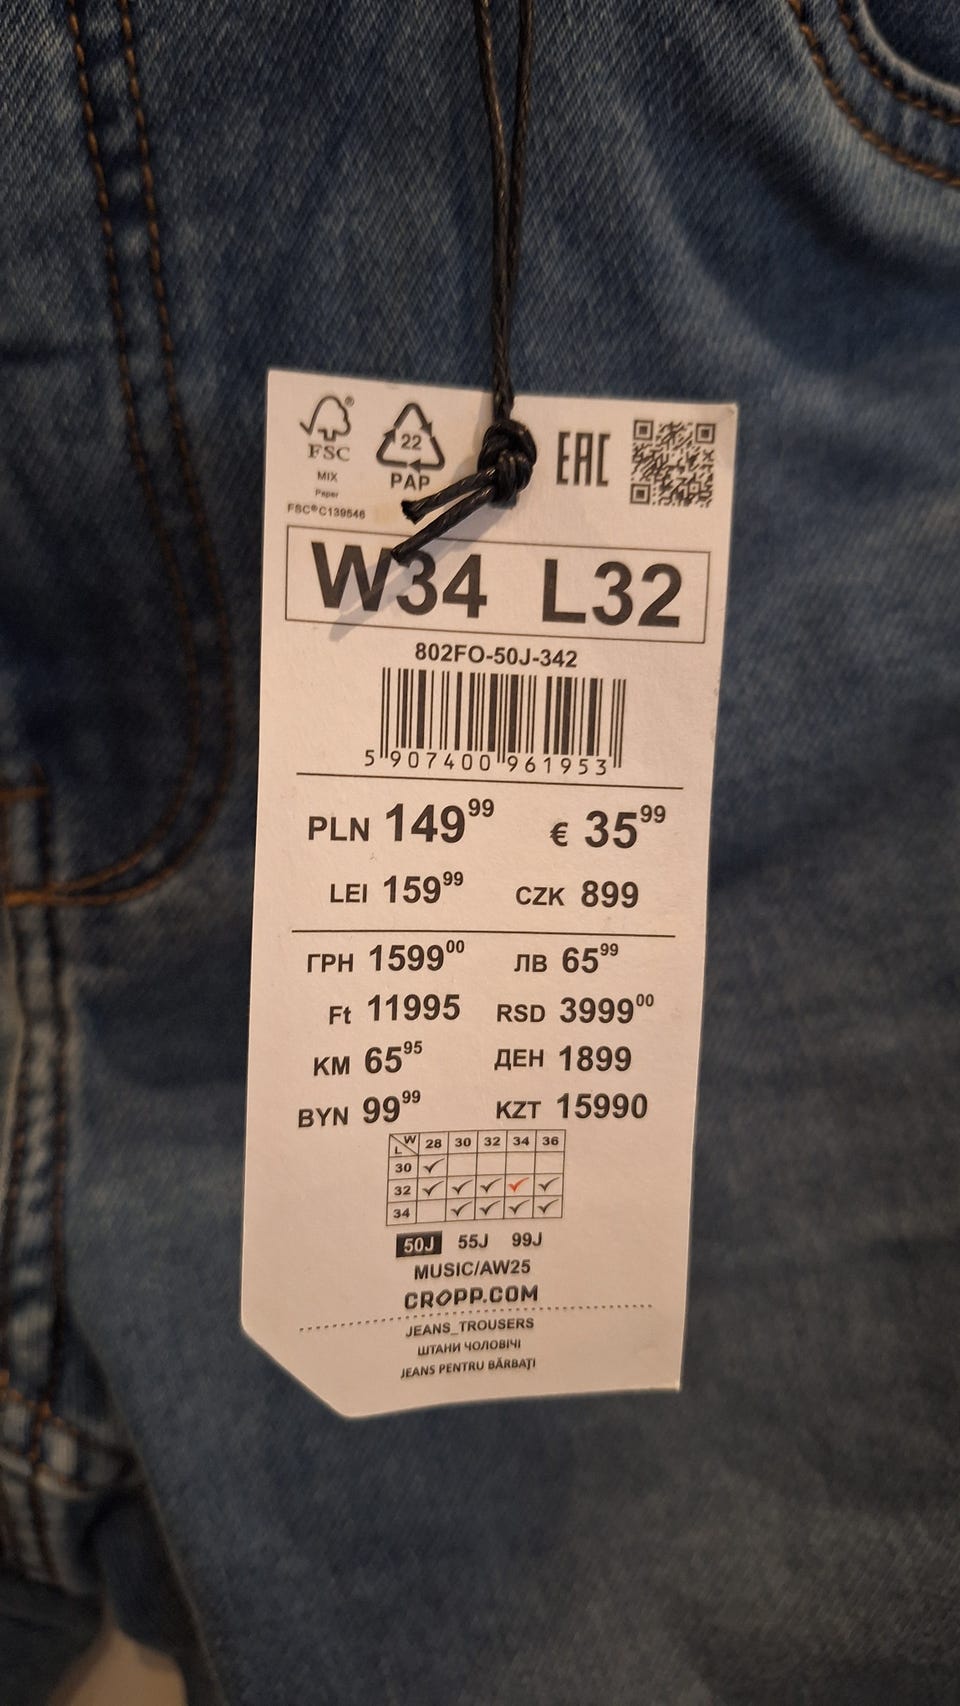 FSC®
MIX
Paper
FSC® C139546
22
PAP
EAC
W34 L32
802FO-50J-342
5 907400 961953
PLN 149⁹⁹ € 35⁹⁹
LEI 159⁹⁹ CZK 899
ГРН 1599⁰⁰ ЛВ 65⁹⁹
Ft 11995 RSD 3999⁰⁰
KM 65⁹⁵ ДЕН 1899
BYN 99⁹⁹ KZT 15990
L W 28 30 32 34 36
30
32
34
50J 55J 99J
MUSIC/AW25
CROPP.COM
JEANS_TROUSERS
ШТАНИ ЧОЛОВІЧІ
JEANS PENTRU BĂRBAȚI